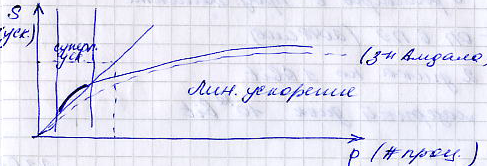 S
(уск)
суперл.
уск
(з-н Амдала,
Лин. ускорение
p (# проц.)